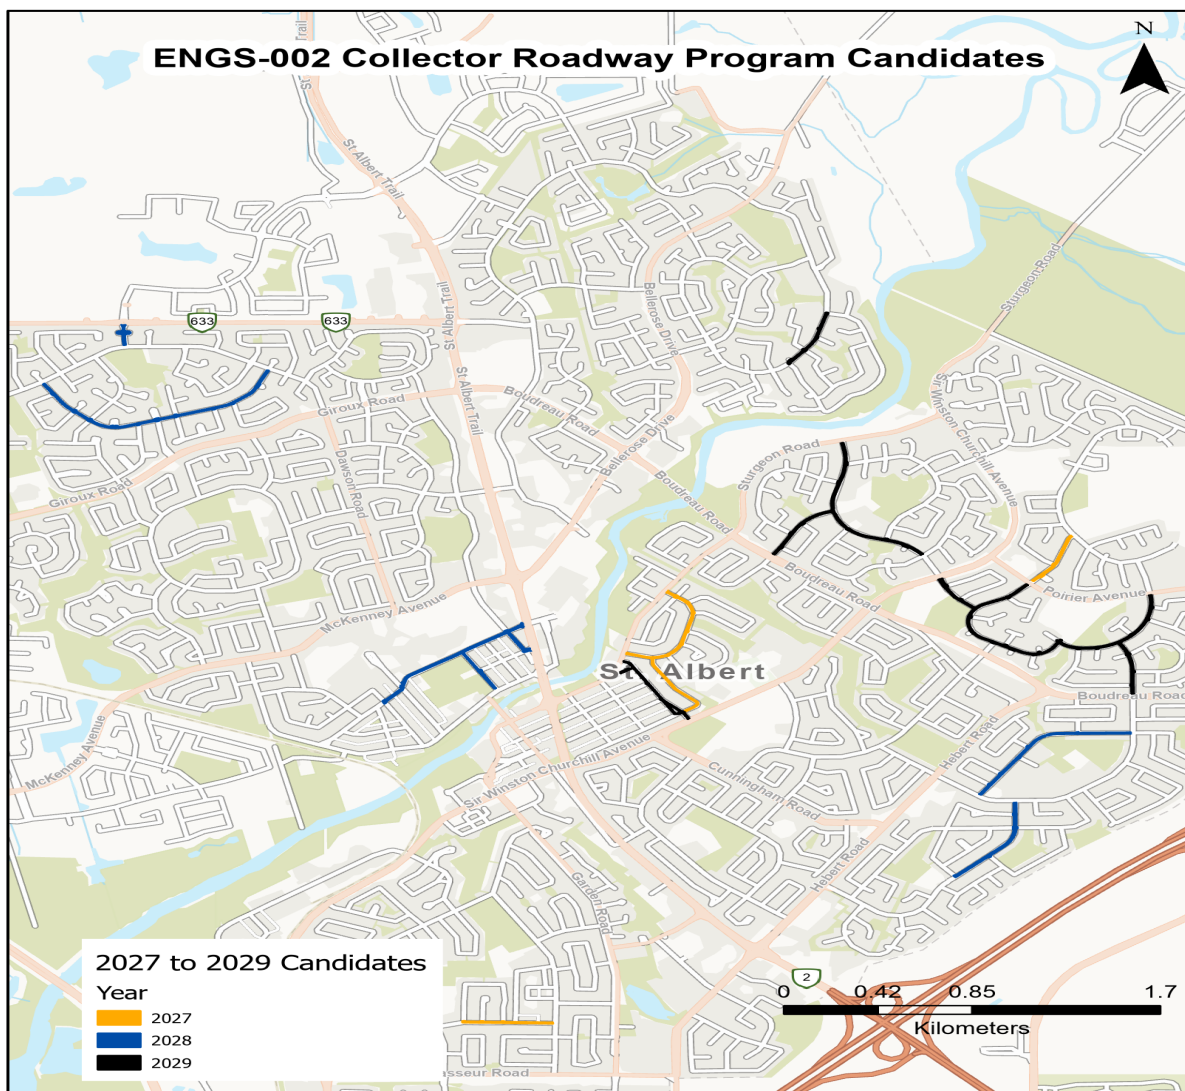 ENGS-002 Collector Roadway Program Candidates
N
St Albert Trail
633
633
St Albert Trail
St Albert Trail
Bellerose Drive
Sturgeon Road
Giroux Road
Boudreau Road
Bellerose Drive
Sir Winston Churchill Avenue
Sturgeon Road
Dawson Road
Giroux Road
Boudreau Road
Boudreau Road
McKenney Avenue
Poirier Avenue
St Albert
Boudreau Road
McKenney Avenue
Hebert Road
Sir Winston Churchill Avenue
Cunningham Road
Hebert Road
Garden Road
2
2027 to 2029 Candidates
Year
2027
2028
2029
0 0.42 0.85 1.7
Kilometers
asseur Road